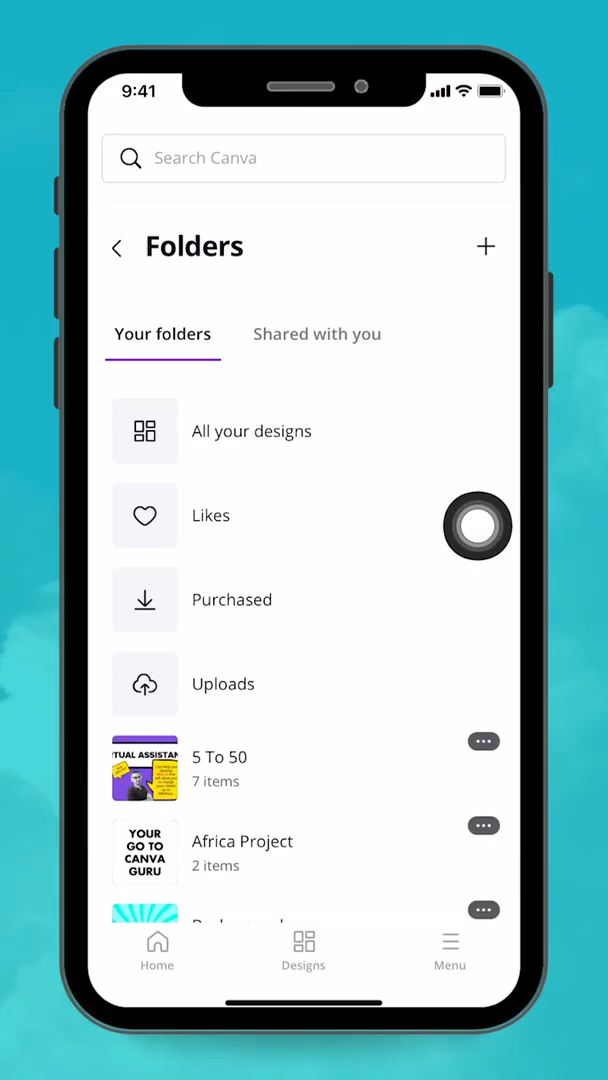 9:41
Search Canva
Folders
Your folders
Shared with you
All your designs
Likes
Purchased
Uploads
TUAL ASSISTAN
5 To 50
7 items
YOUR
GO TO
CANVA
GURU
Africa Project
2 items
Home
Designs
Menu